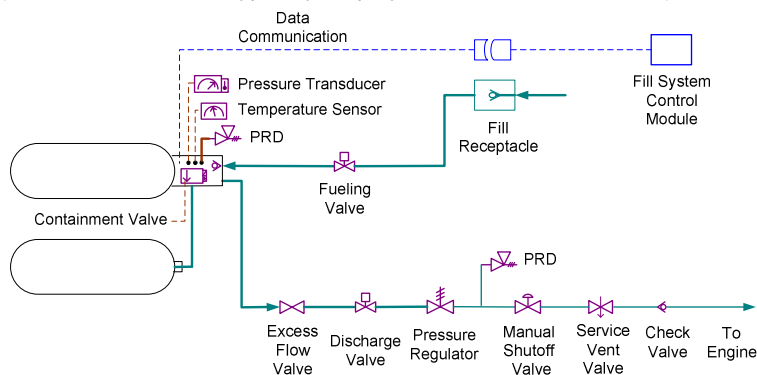 Data
Communication
Pressure Transducer
Temperature Sensor
PRD
Fill System
Control
Module
Fill
Receptacle
Fueling
Valve
Containment Valve
PRD
Excess
Flow
Valve
Discharge
Valve
Pressure
Regulator
Manual
Shutoff
Valve
Service
Vent
Valve
Check
Valve
To
Engine